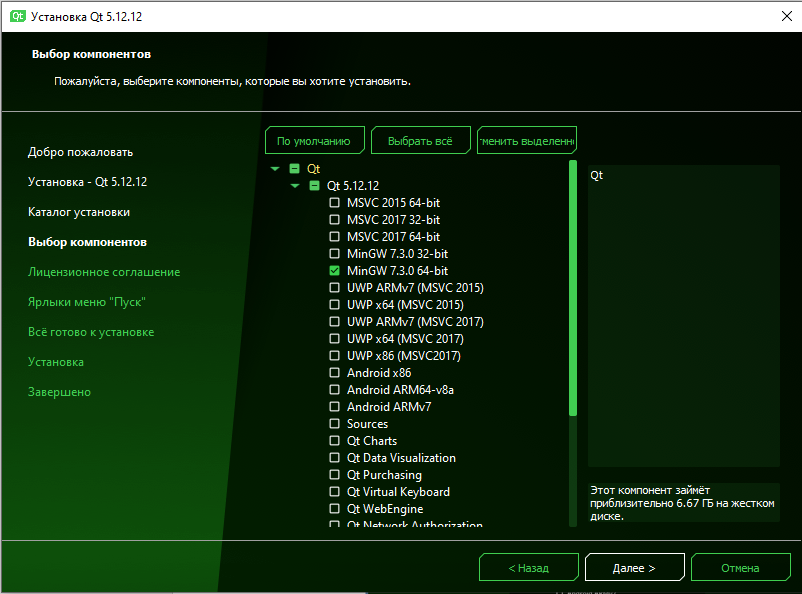 Qt Установка Qt 5.12.12
Выбор компонентов
Пожалуйста, выберите компоненты, которые вы хотите установить.
Добро пожаловать
Установка - Qt 5.12.12
Каталог установки
Выбор компонентов
Лицензионное соглашение
Ярлыки меню "Пуск"
Всё готово к установке
Установка
Завершено
По умолчанию
Выбрать всё
тменить выделенн
Qt
Qt 5.12.12
MSVC 2015 64-bit
MSVC 2017 32-bit
MSVC 2017 64-bit
MinGW 7.3.0 32-bit
MinGW 7.3.0 64-bit
UWP ARMv7 (MSVC 2015)
UWP x64 (MSVC 2015)
UWP ARMv7 (MSVC 2017)
UWP x64 (MSVC 2017)
UWP x86 (MSVC2017)
Android x86
Android ARM64-v8a
Android ARMv7
Sources
Qt Charts
Qt Data Visualization
Qt Purchasing
Qt Virtual Keyboard
Qt WebEngine
Qt Network Authorization
Qt
Этот компонент займёт
приблизительно 6.67 ГБ на жестком
диске.
< Назад
Далее >
Отмена